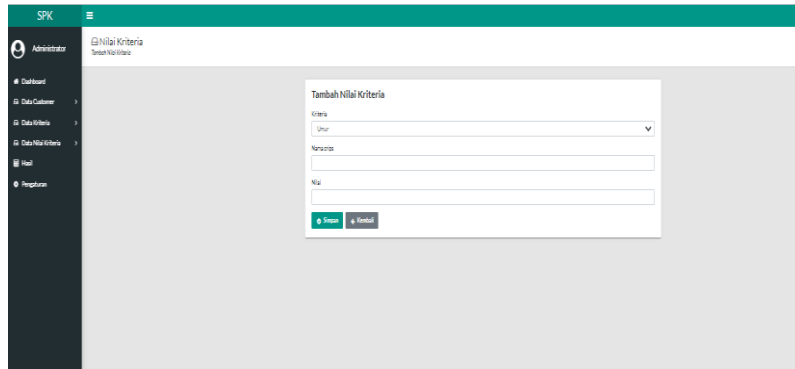 SPK
Administrator
Dashboard
Data Customer
Data Kriteria
Data Nilai Kriteria
Hasil
Pengaturan
Nilai Kriteria
Tambah Nilai Kriteria
Tambah Nilai Kriteria
Kriteria
Umur
Nama crips
Nilai
Simpan
Kembali